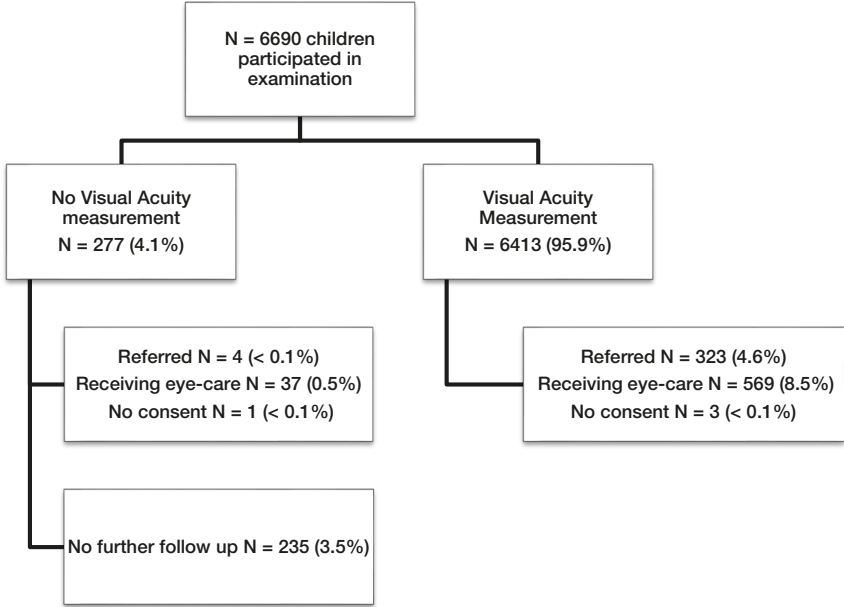 N = 6690 children
participated in
examination
No Visual Acuity
measurement
N = 277 (4.1%)
Visual Acuity
Measurement
N = 6413 (95.9%)
Referred N = 4 (< 0.1%)
Receiving eye-care N = 37 (0.5%)
No consent N = 1 (< 0.1%)
Referred N = 323 (4.6%)
Receiving eye-care N = 569 (8.5%)
No consent N = 3 (< 0.1%)
No further follow up N = 235 (3.5%)